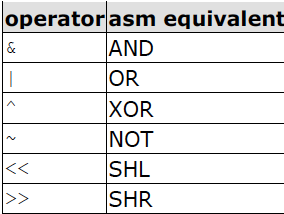 operator asm equivalent
& AND
| OR
^ XOR
~ NOT
<< SHL
>> SHR